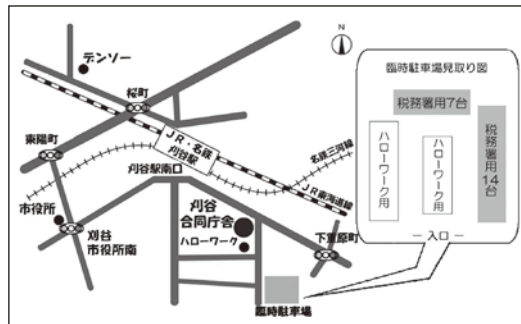 N
デンソー
桜町
東陽町
JR・名鉄
刈谷駅
刈谷駅南口
名鉄三河線
JR東海道線
市役所
刈谷
市役所南
刈谷
合同庁舎
ハローワーク
下重原町
臨時駐車場
臨時駐車場見取り図
税務署用7台
ハローワーク用
ハローワーク用
税務署用14台
― 入口 ―